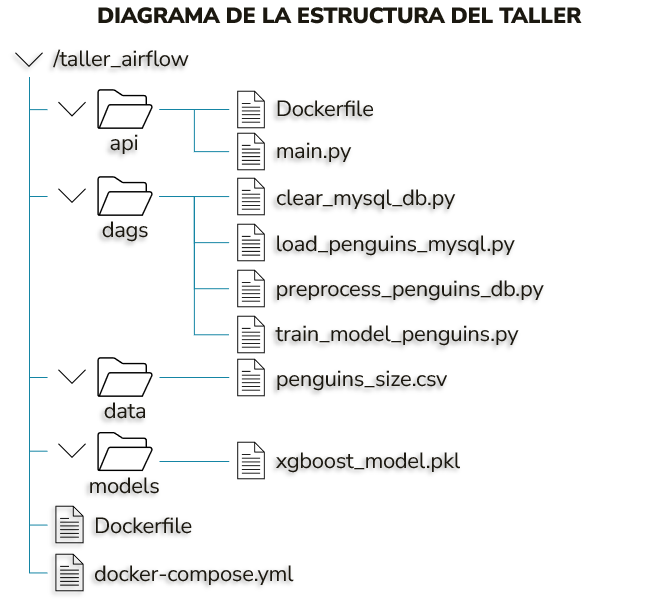 DIAGRAMA DE LA ESTRUCTURA DEL TALLER
/taller_airflow
api
Dockerfile
main.py
dags
clear_mysql_db.py
load_penguins_mysql.py
preprocess_penguins_db.py
train_model_penguins.py
data
penguins_size.csv
models
xgboost_model.pkl
Dockerfile
docker-compose.yml